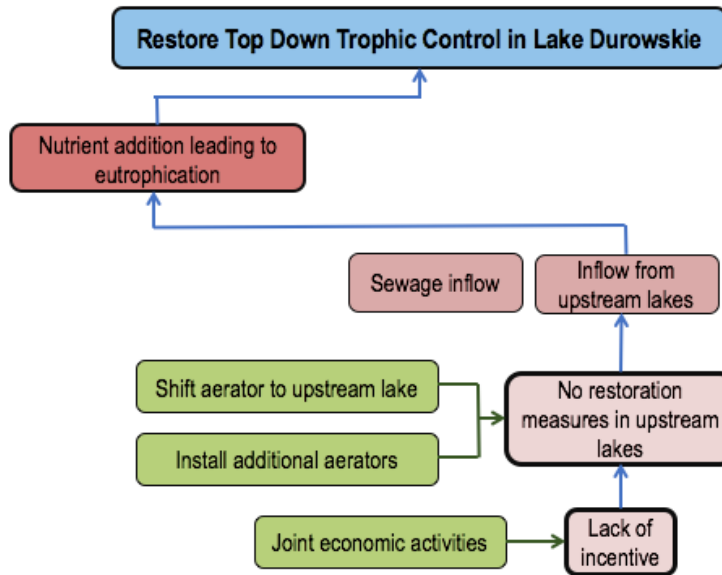 Restore Top Down Trophic Control in Lake Durowskie
Nutrient addition leading to
eutrophication
Sewage inflow
Inflow from
upstream lakes
Shift aerator to upstream lake
No restoration
measures in upstream
lakes
Install additional aerators
Joint economic activities
Lack of
incentive